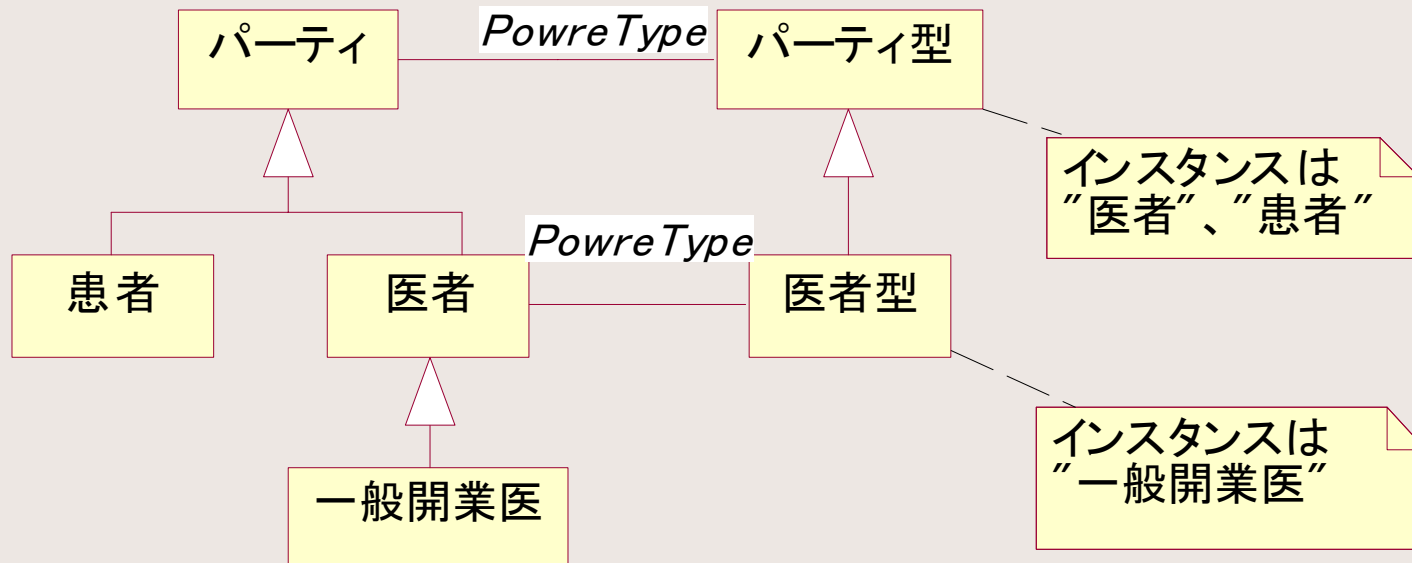 パーティ
PowreType
パーティ型
インスタンスは
"医者"、"患者"
患者
医者
PowreType
医者型
インスタンスは
"一般開業医"
一般開業医